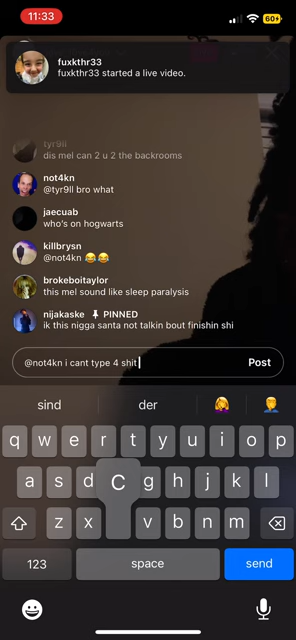 11:33
60
fuxkthr33
fuxkthr33 started a live video.
tyr9ll
dis mel can 2 u 2 the backrooms
not4kn
@tyr9ll bro what
jaecuab
who's on hogwarts
killbrysn
@not4kn 😂😂
brokeboitaylor
this mel sound like sleep paralysis
nijakaske PINNED
ik this nigga santa not talkin bout finishin shi
@not4kn i cant type 4 shit Post
sind der 🤷‍♀️ 🤦‍♂️
q w e r t y u i o p
a s d C g h j k l
z x v b n m
123 space send